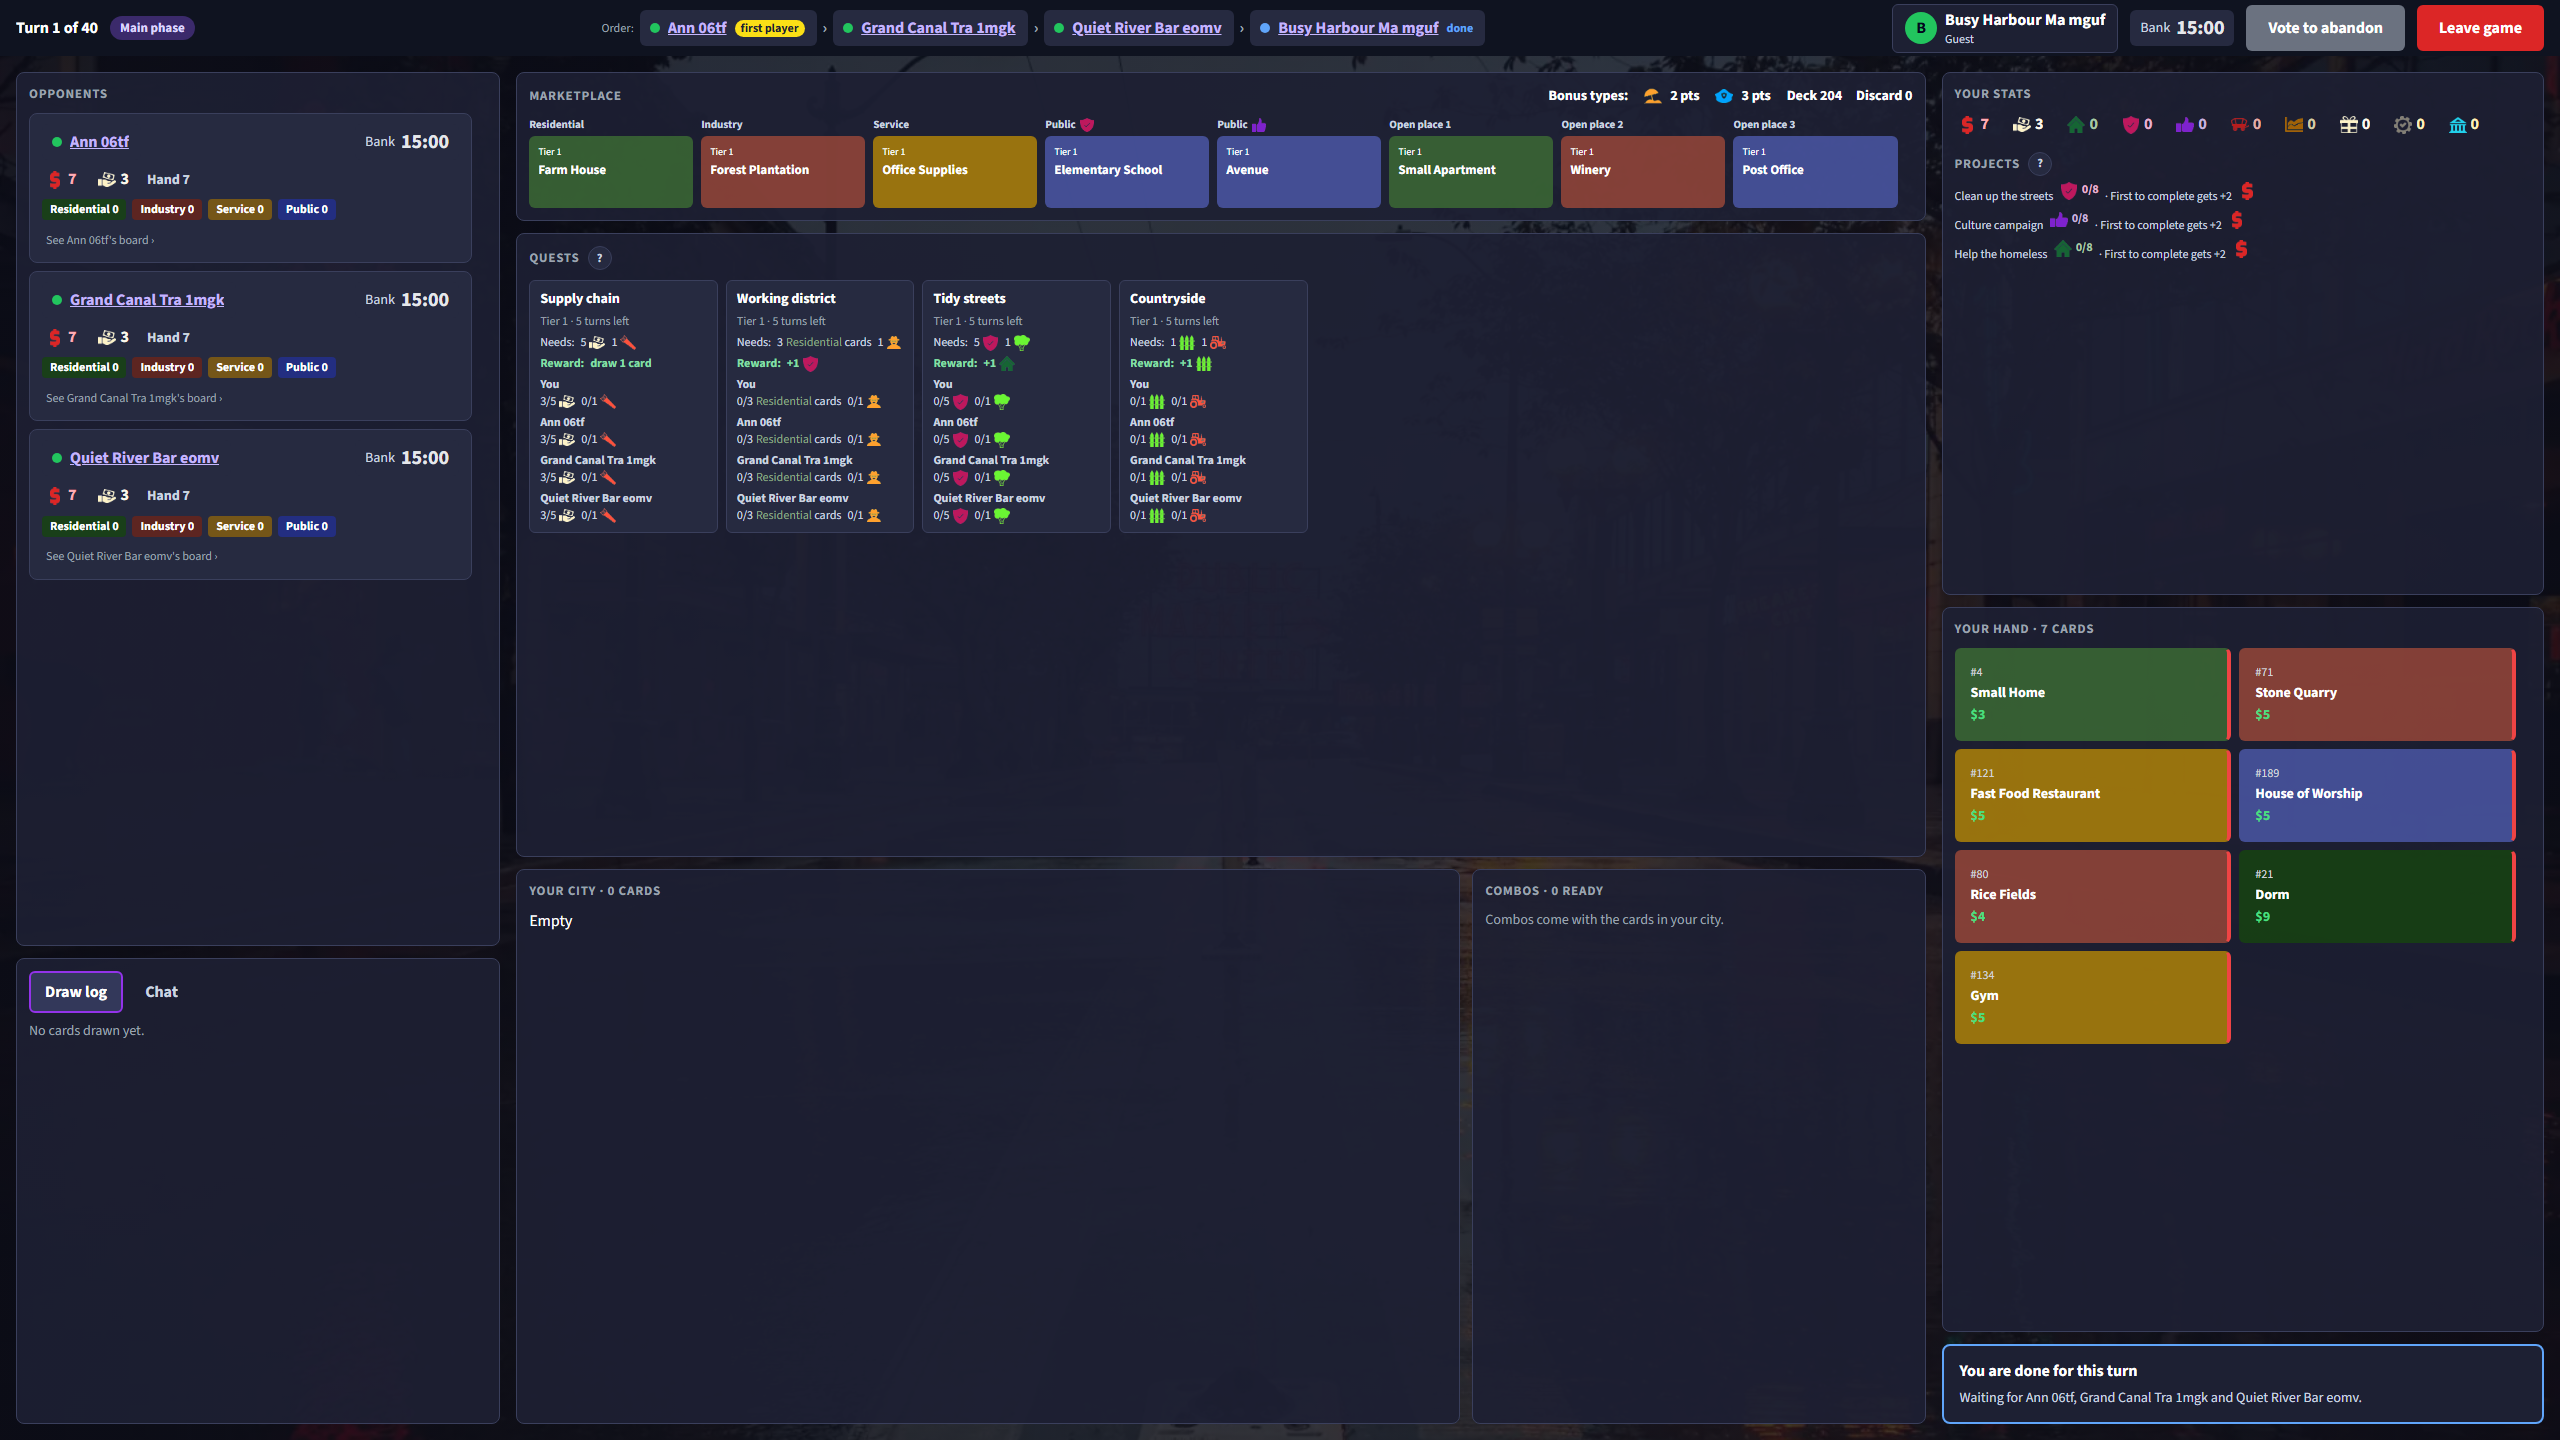 Turn 1 of 40 Main phase
Order: Ann 06tf first player › Grand Canal Tra 1mgk › Quiet River Bar eomv › Busy Harbour Ma mguf done
B Busy Harbour Ma mguf
Guest
Bank 15:00
Vote to abandon
Leave game
OPPONENTS
Ann 06tf Bank 15:00
7 3 Hand 7
Residential 0 Industry 0 Service 0 Public 0
See Ann 06tf's board ›
Grand Canal Tra 1mgk Bank 15:00
7 3 Hand 7
Residential 0 Industry 0 Service 0 Public 0
See Grand Canal Tra 1mgk's board ›
Quiet River Bar eomv Bank 15:00
7 3 Hand 7
Residential 0 Industry 0 Service 0 Public 0
See Quiet River Bar eomv's board ›
Draw log Chat
No cards drawn yet.
MARKETPLACE
Bonus types: 2 pts 3 pts Deck 204 Discard 0
Residential
Tier 1
Farm House
Industry
Tier 1
Forest Plantation
Service
Tier 1
Office Supplies
Public
Tier 1
Elementary School
Public
Tier 1
Avenue
Open place 1
Tier 1
Small Apartment
Open place 2
Tier 1
Winery
Open place 3
Tier 1
Post Office
QUESTS ?
Supply chain
Tier 1 · 5 turns left
Needs: 5 1
Reward: draw 1 card
You
3/5 0/1
Ann 06tf
3/5 0/1
Grand Canal Tra 1mgk
3/5 0/1
Quiet River Bar eomv
3/5 0/1
Working district
Tier 1 · 5 turns left
Needs: 3 Residential cards 1
Reward: +1
You
0/3 Residential cards 0/1
Ann 06tf
0/3 Residential cards 0/1
Grand Canal Tra 1mgk
0/3 Residential cards 0/1
Quiet River Bar eomv
0/3 Residential cards 0/1
Tidy streets
Tier 1 · 5 turns left
Needs: 5 1
Reward: +1
You
0/5 0/1
Ann 06tf
0/5 0/1
Grand Canal Tra 1mgk
0/5 0/1
Quiet River Bar eomv
0/5 0/1
Countryside
Tier 1 · 5 turns left
Needs: 1 1
Reward: +1
You
0/1 0/1
Ann 06tf
0/1 0/1
Grand Canal Tra 1mgk
0/1 0/1
Quiet River Bar eomv
0/1 0/1
YOUR CITY · 0 CARDS
Empty
COMBOS · 0 READY
Combos come with the cards in your city.
YOUR STATS
7 3 0 0 0 0 0 0 0 0
PROJECTS ?
Clean up the streets 0/8 · First to complete gets +2
Culture campaign 0/8 · First to complete gets +2
Help the homeless 0/8 · First to complete gets +2
YOUR HAND · 7 CARDS
#4
Small Home
$3
#71
Stone Quarry
$5
#121
Fast Food Restaurant
$5
#189
House of Worship
$5
#80
Rice Fields
$4
#21
Dorm
$9
#134
Gym
$5
You are done for this turn
Waiting for Ann 06tf, Grand Canal Tra 1mgk and Quiet River Bar eomv.